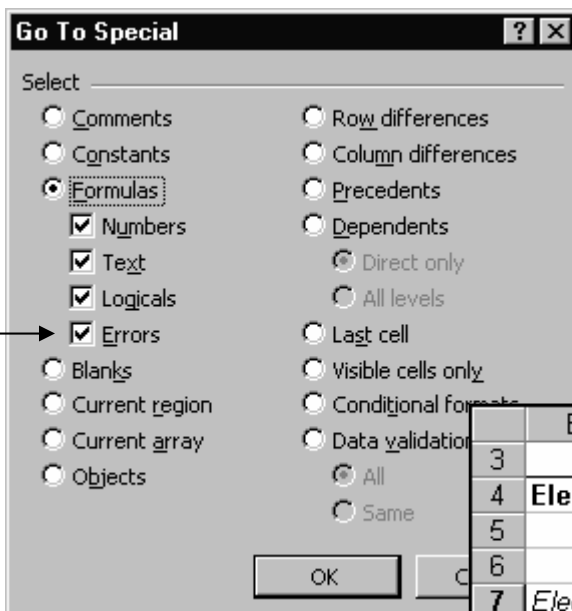 Go To Special
Select
Comments
Constants
Formulas
Numbers
Text
Logicals
Errors
Blanks
Current region
Current array
Objects
Row differences
Column differences
Precedents
Dependents
Direct only
All levels
Last cell
Visible cells only
Conditional formats
Data validation
All
Same
OK
C
3
4 Ele
5
6
7 Ele